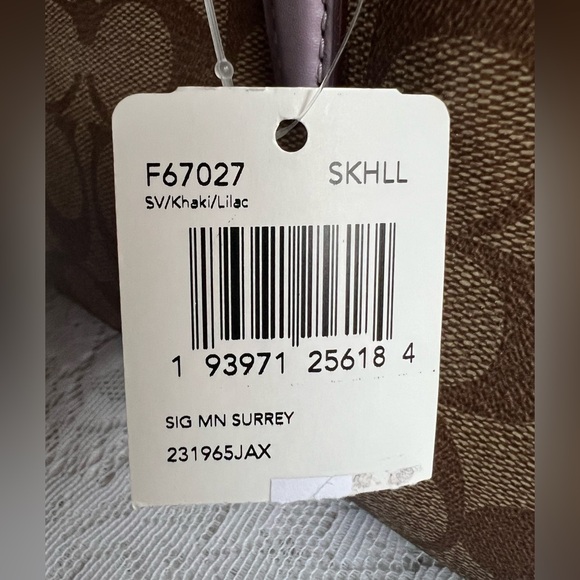 F67027 SKHLL
SV/Khaki/Lilac
1 93971 25618 4
SIG MN SURREY
231965JAX